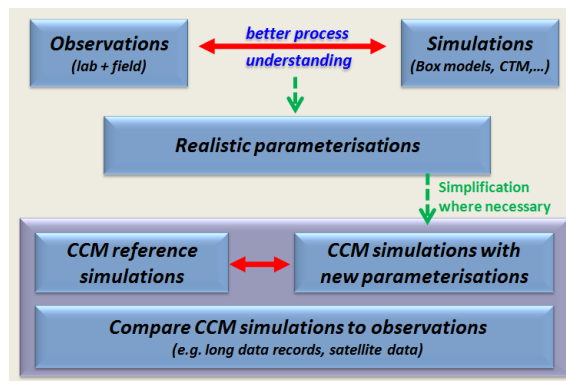 Observations
(lab + field)
better process
understanding
Simulations
(Box models, CTM,...)
Realistic parameterisations
Simplification
where necessary
CCM reference
simulations
CCM simulations with
new parameterisations
Compare CCM simulations to observations
(e.g. long data records, satellite data)